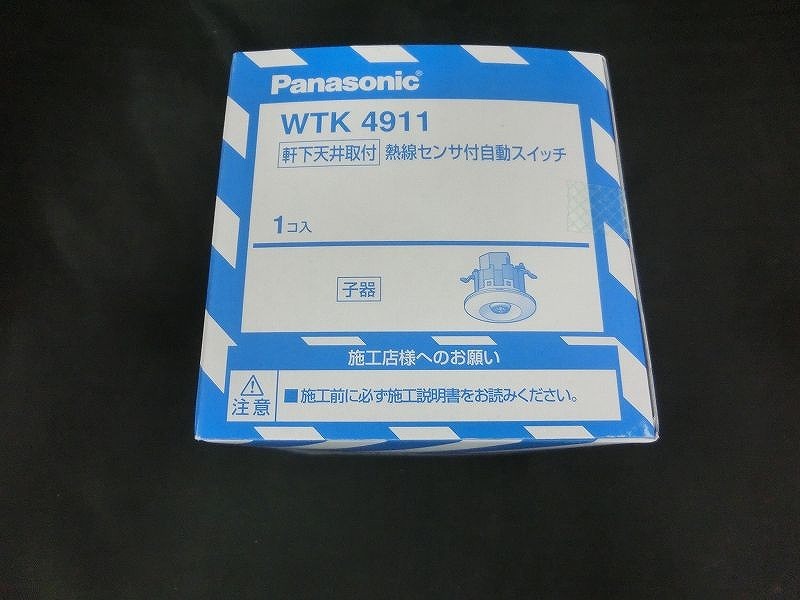 Panasonic®
WTK 4911
軒下天井取付 熱線センサ付自動スイッチ
1コ入
子器
施工店様へのお願い
注意 ■施工前に必ず施工説明書をお読みください。